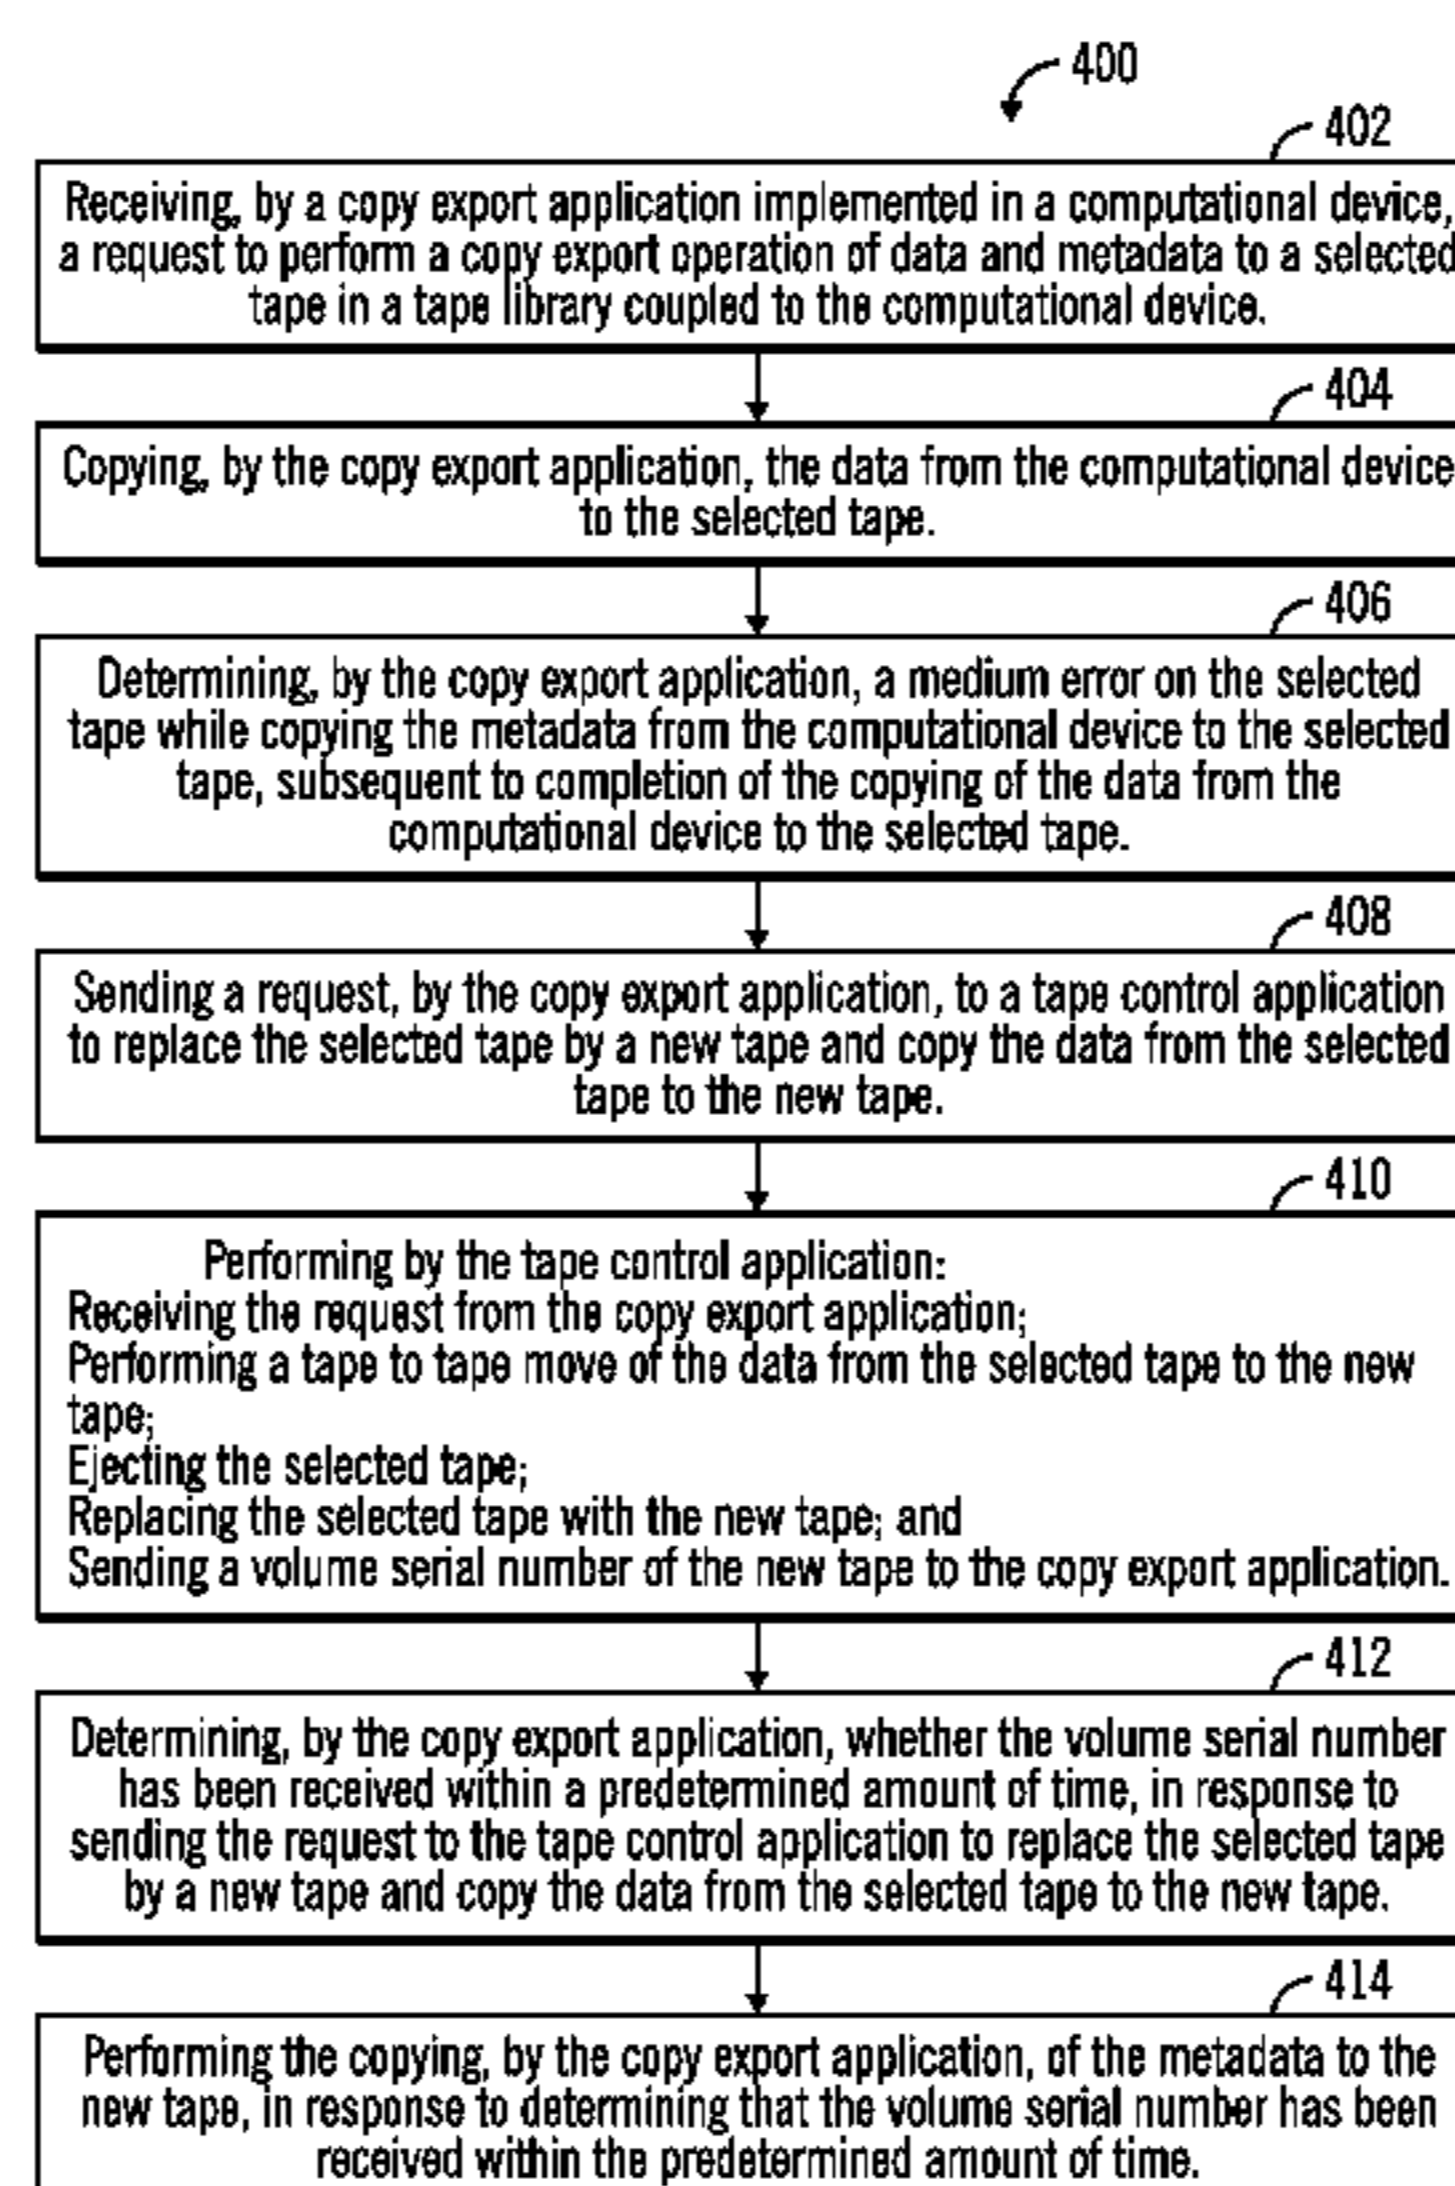 400
402
Receiving, by a copy export application implemented in a computational device,
a request to perform a copy export operation of data and metadata to a selected
tape in a tape library coupled to the computational device.
404
Copying, by the copy export application, the data from the computational device
to the selected tape.
406
Determining, by the copy export application, a medium error on the selected
tape while copying the metadata from the computational device to the selected
tape, subsequent to completion of the copying of the data from the
computational device to the selected tape.
408
Sending a request, by the copy export application, to a tape control application
to replace the selected tape by a new tape and copy the data from the selected
tape to the new tape.
410
Performing by the tape control application:
Receiving the request from the copy export application;
Performing a tape to tape move of the data from the selected tape to the new
tape;
Ejecting the selected tape;
Replacing the selected tape with the new tape; and
Sending a volume serial number of the new tape to the copy export application.
412
Determining, by the copy export application, whether the volume serial number
has been received within a predetermined amount of time, in response to
sending the request to the tape control application to replace the selected tape
by a new tape and copy the data from the selected tape to the new tape.
414
Performing the copying, by the copy export application, of the metadata to the
new tape, in response to determining that the volume serial number has been
received within the predetermined amount of time.